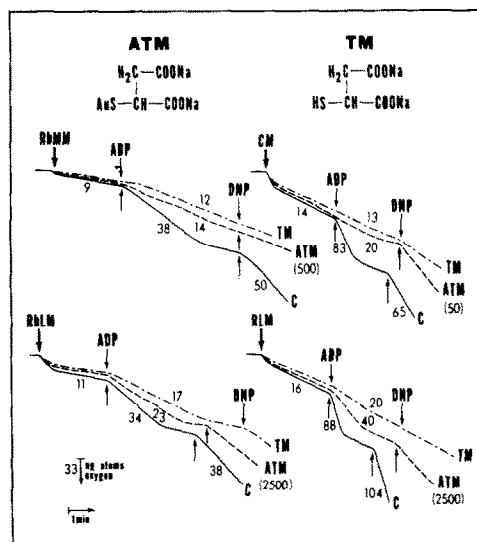 ATM
H₂C—COONa
AuS—CH—COONa
TM
H₂C—COONa
HS—CH—COONa
RbMM
ADP
9
12
14
38
DNP
TM
ATM
(500)
50
C
CM
ADP
14
13
20
83
DNP
TM
ATM
(50)
65
C
RbLM
ADP
11
17
23
34
DNP
TM
ATM
(2500)
38
C
RLM
ADP
16
20
40
88
DNP
TM
ATM
(2500)
104
C
33
ng atoms
oxygen
1 min